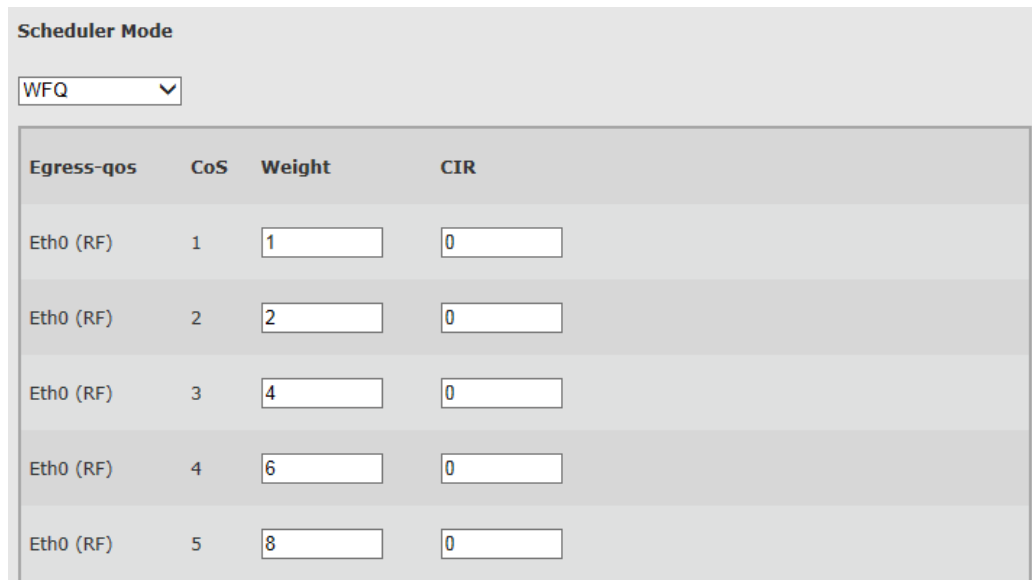 Scheduler Mode
WFQ
Egress-qos CoS Weight CIR
Eth0 (RF) 1 1 0
Eth0 (RF) 2 2 0
Eth0 (RF) 3 4 0
Eth0 (RF) 4 6 0
Eth0 (RF) 5 8 0